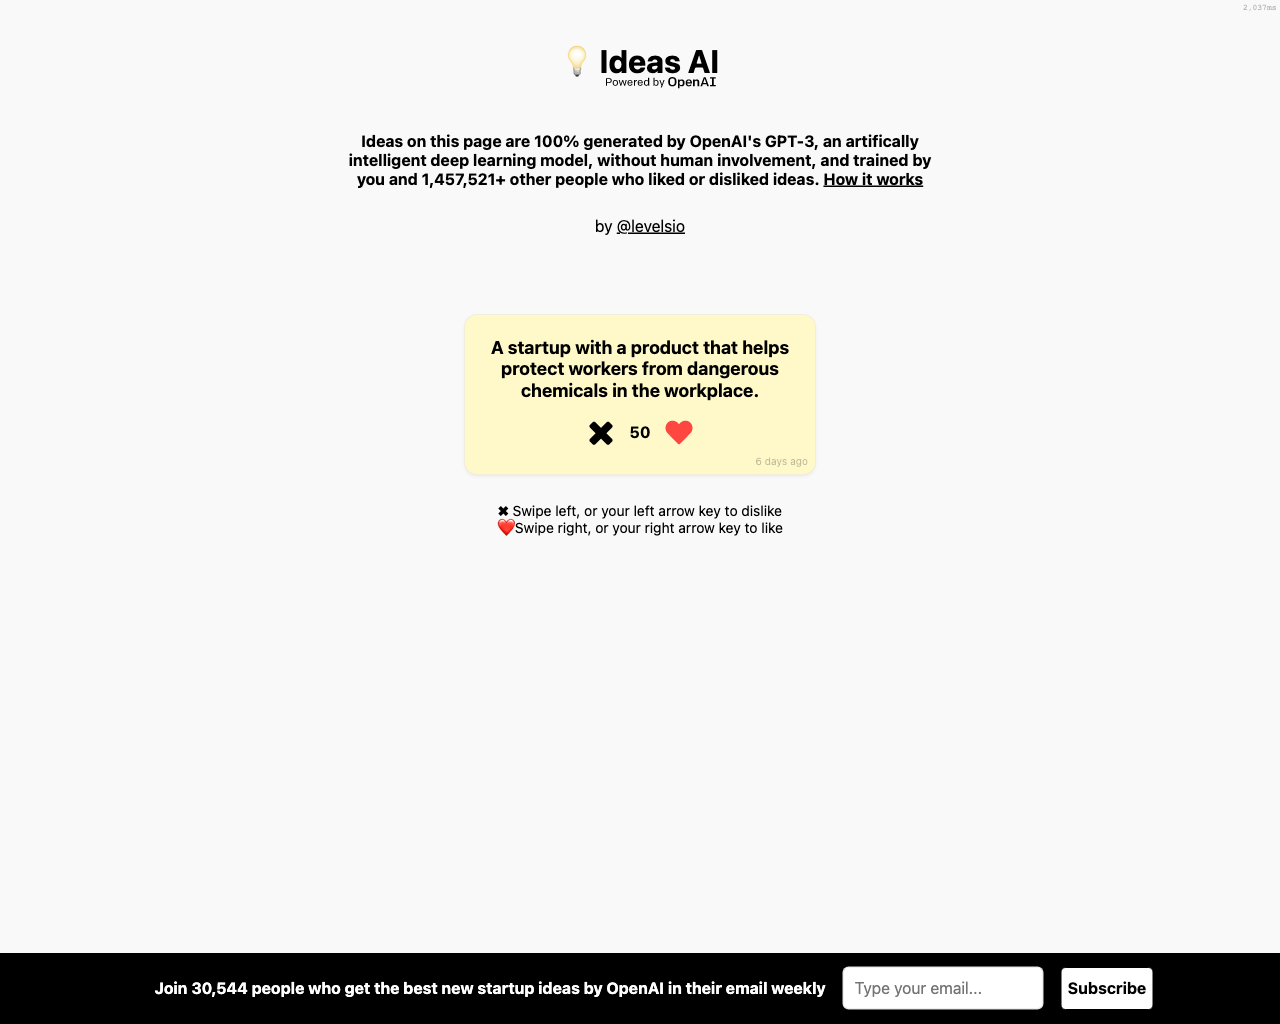 2,037ms
Ideas AI
Powered by OpenAI
Ideas on this page are 100% generated by OpenAI's GPT-3, an artifically
intelligent deep learning model, without human involvement, and trained by
you and 1,457,521+ other people who liked or disliked ideas. How it works
by @levelsio
A startup with a product that helps
protect workers from dangerous
chemicals in the workplace.
50
6 days ago
✖ Swipe left, or your left arrow key to dislike
❤️Swipe right, or your right arrow key to like
Join 30,544 people who get the best new startup ideas by OpenAI in their email weekly
Type your email...
Subscribe